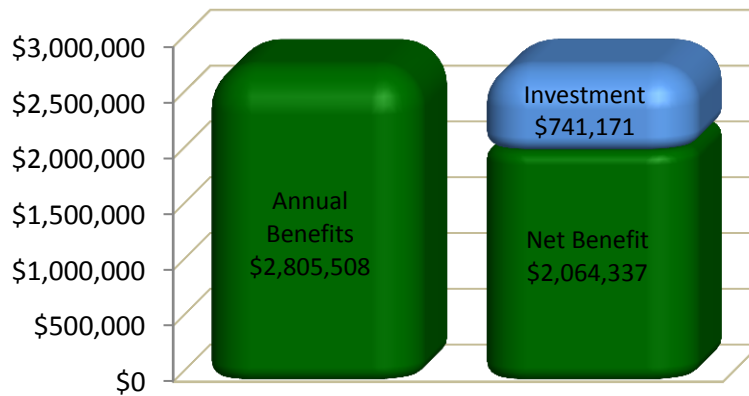 $3,000,000
$2,500,000
$2,000,000
$1,500,000
$1,000,000
$500,000
$0
Annual
Benefits
$2,805,508
Investment
$741,171
Net Benefit
$2,064,337